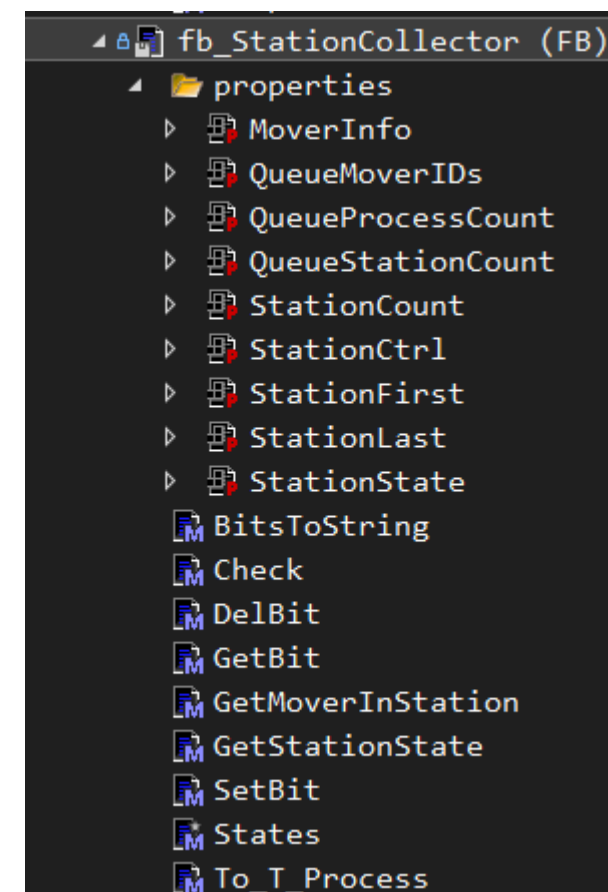 fb_StationCollector (FB)
properties
MoverInfo
QueueMoverIDs
QueueProcessCount
QueueStationCount
StationCount
StationCtrl
StationFirst
StationLast
StationState
BitsToString
Check
DelBit
GetBit
GetMoverInStation
GetStationState
SetBit
States
To_T_Process